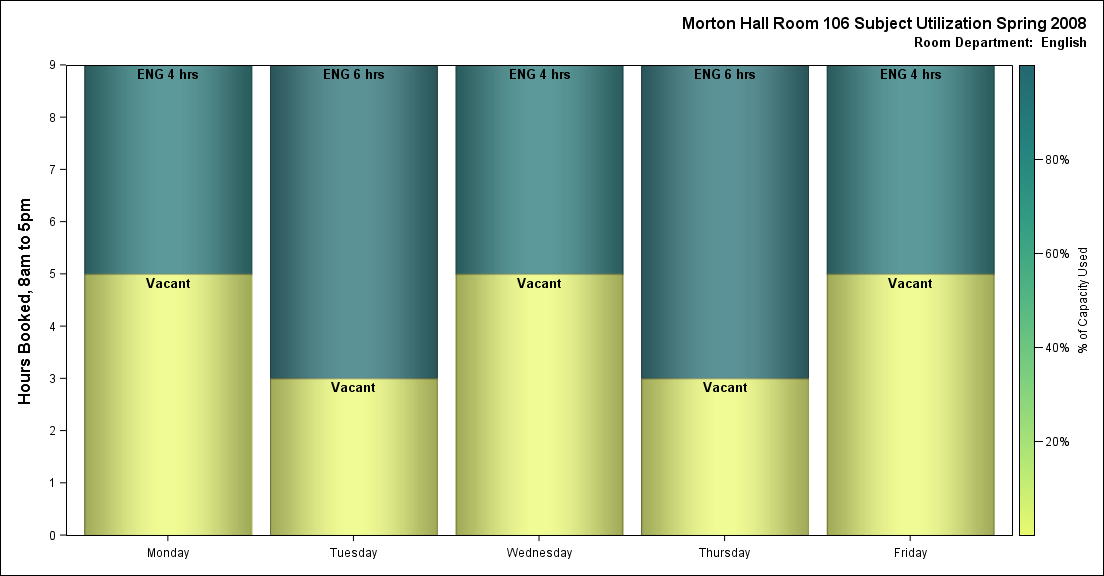 Morton Hall Room 106 Subject Utilization Spring 2008
Room Department: English
Hours Booked, 8am to 5pm
9
8
7
6
5
4
3
2
1
0
ENG 4 hrs
ENG 6 hrs
ENG 4 hrs
ENG 6 hrs
ENG 4 hrs
Vacant
Vacant
Vacant
Vacant
Vacant
Monday
Tuesday
Wednesday
Thursday
Friday
80%
60%
40%
20%
% of Capacity Used